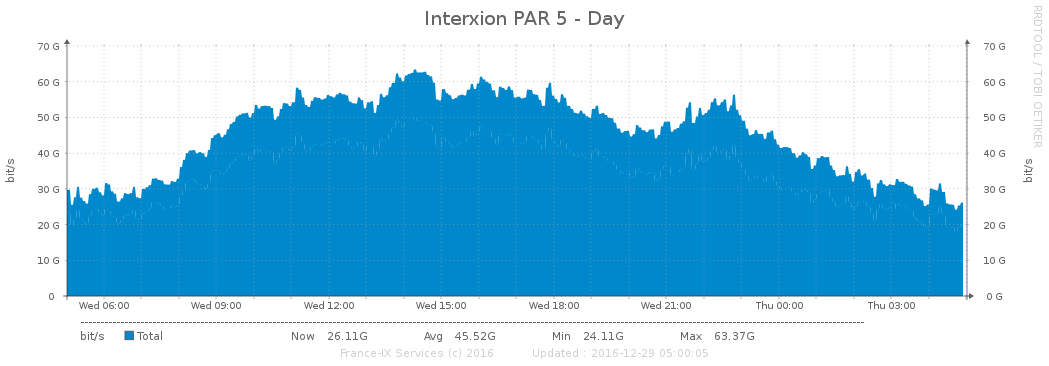 Interxion PAR 5 - Day
RRDTOOL / TOBI OETIKER
bit/s
70 G
60 G
50 G
40 G
30 G
20 G
10 G
0
70 G
60 G
50 G
40 G
30 G
20 G
10 G
0 G
bit/s
Wed 06:00 Wed 09:00 Wed 12:00 Wed 15:00 Wed 18:00 Wed 21:00 Thu 00:00 Thu 03:00
bit/s Total Now 26.11G Avg 45.52G Min 24.11G Max 63.37G
France-IX Services (c) 2016 Updated : 2016-12-29 05:00:05